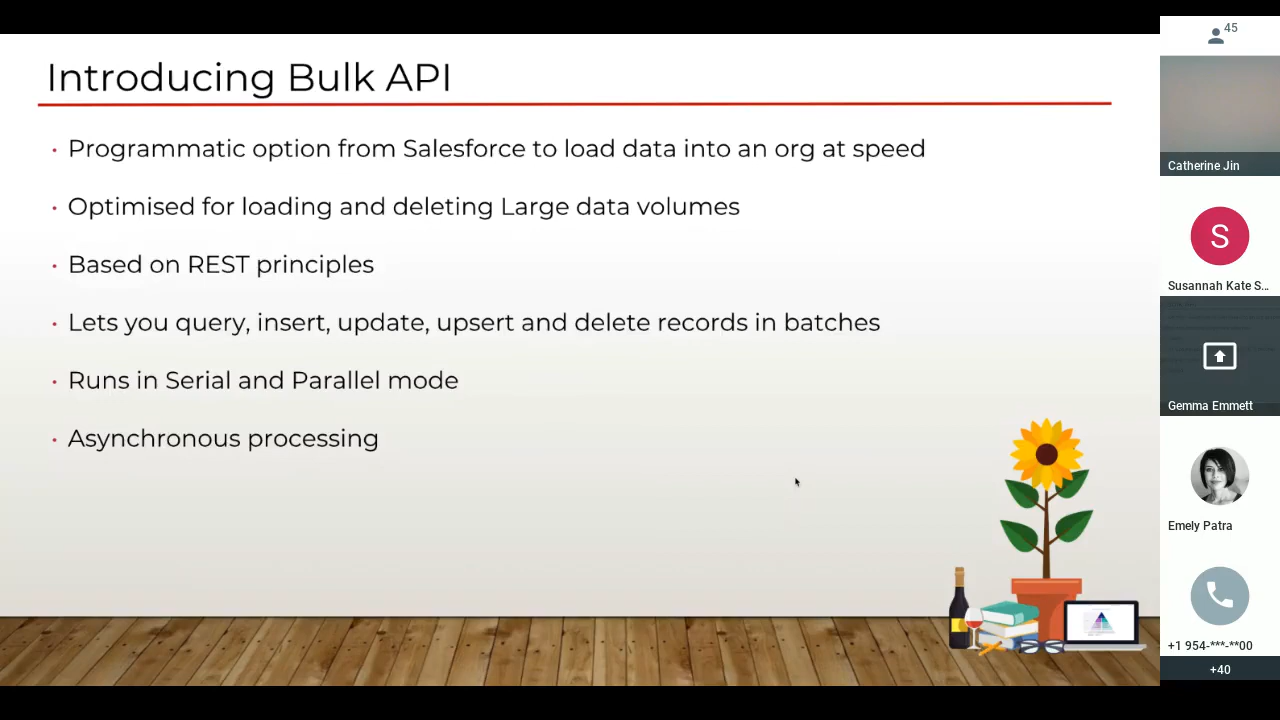 Introducing Bulk API
• Programmatic option from Salesforce to load data into an org at speed
• Optimised for loading and deleting Large data volumes
• Based on REST principles
• Lets you query, insert, update, upsert and delete records in batches
• Runs in Serial and Parallel mode
• Asynchronous processing
45
Catherine Jin
S
Susannah Kate S...
Gemma Emmett
Emely Patra
+1 954-***-**00
+40